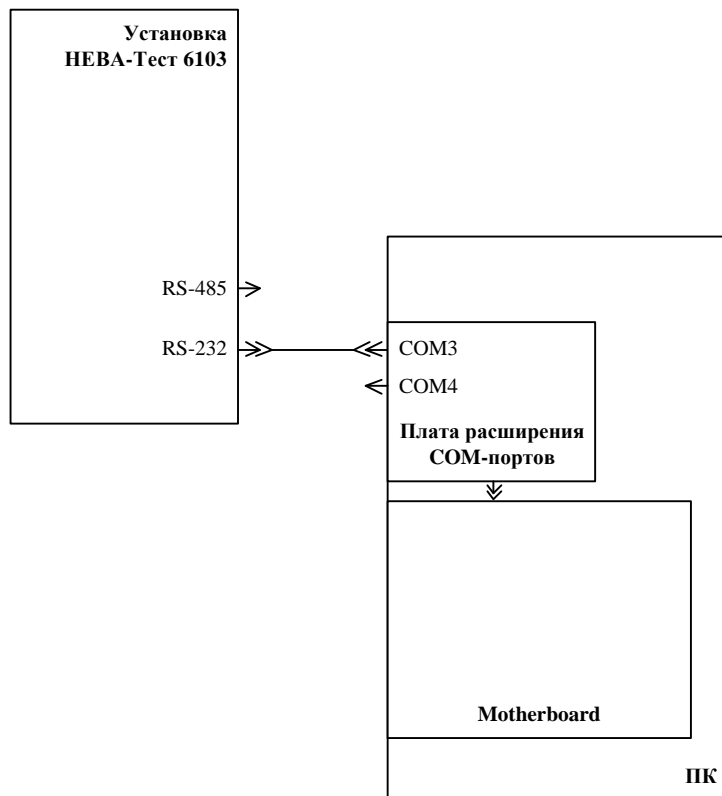 Установка
НЕВА-Тест 6103
RS-485
RS-232
COM3
COM4
Плата расширения
COM-портов
Motherboard
ПК